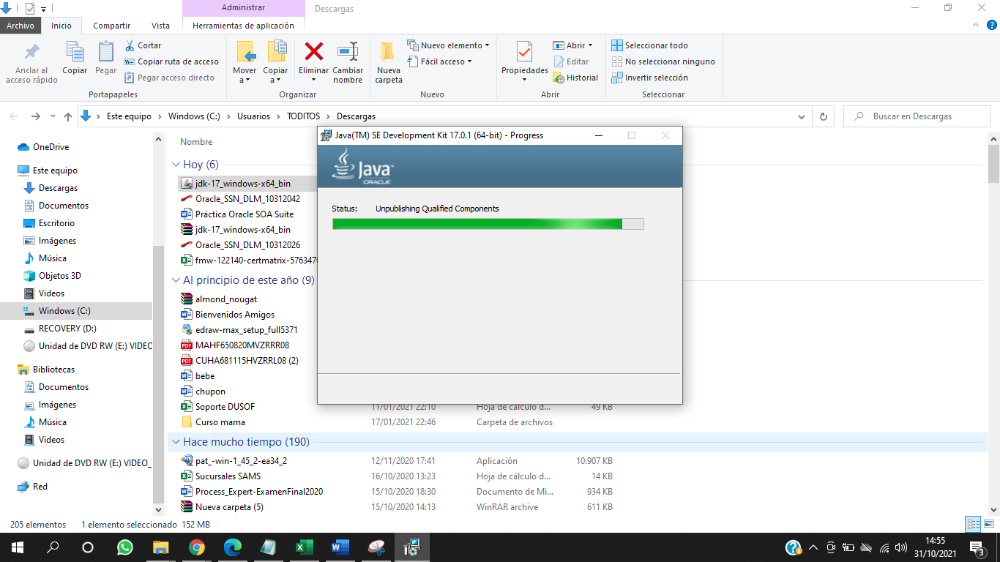 Administrar
Descargas
Archivo
Inicio
Compartir
Vista
Herramientas de aplicación
Anclar al
acceso rápido
Copiar
Pegar
Cortar
Copiar ruta de acceso
Pegar acceso directo
Portapapeles
Mover
a
Copiar
a
Eliminar
Cambiar
nombre
Organizar
Nueva
carpeta
Nuevo elemento
Fácil acceso
Nuevo
Propiedades
Abrir
Editar
Historial
Abrir
Seleccionar todo
No seleccionar ninguno
Invertir selección
Seleccionar
Este equipo
Windows (C:)
Usuarios
TODITOS
Descargas
Buscar en Descargas
OneDrive
Este equipo
Descargas
Documentos
Escritorio
Imágenes
Música
Objetos 3D
Videos
Windows (C:)
RECOVERY (D:)
Unidad de DVD RW (E:) VIDEO
Bibliotecas
Documentos
Imágenes
Música
Videos
Unidad de DVD RW (E:) VIDEO_
Red
Nombre
Hoy (6)
jdk-17_windows-x64_bin
Oracle_SSN_DLM_10312042
Práctica Oracle SOA Suite
jdk-17_windows-x64_bin
Oracle_SSN_DLM_10312026
fmw-122140-certmatrix-576347
Al principio de este año (9)
almond_nougat
Bienvenidos Amigos
edraw-max_setup_full5371
MAHF650820MVZRRR08
CUHA681115HVZRRL08 (2)
bebe
chupon
Soporte DUSOF 11/01/2021 22:10 Hoja de cálculo d... 49 KB
Curso mama 17/01/2021 22:46 Carpeta de archivos
Hace mucho tiempo (190)
pat_-win-1_45_2-ea34_2 12/11/2020 17:41 Aplicación 10.907 KB
Sucursales SAMS 16/10/2020 13:23 Hoja de cálculo d... 14 KB
Process_Expert-ExamenFinal2020 15/10/2020 18:30 Documento de Mi... 934 KB
Nueva carpeta (5) 15/10/2020 14:13 WinRAR archive 611 KB
Java(TM) SE Development Kit 17.0.1 (64-bit) - Progress
Java™
ORACLE
Status: Unpublishing Qualified Components
205 elementos
1 elemento seleccionado 152 MB
14:55
31/10/2021
3